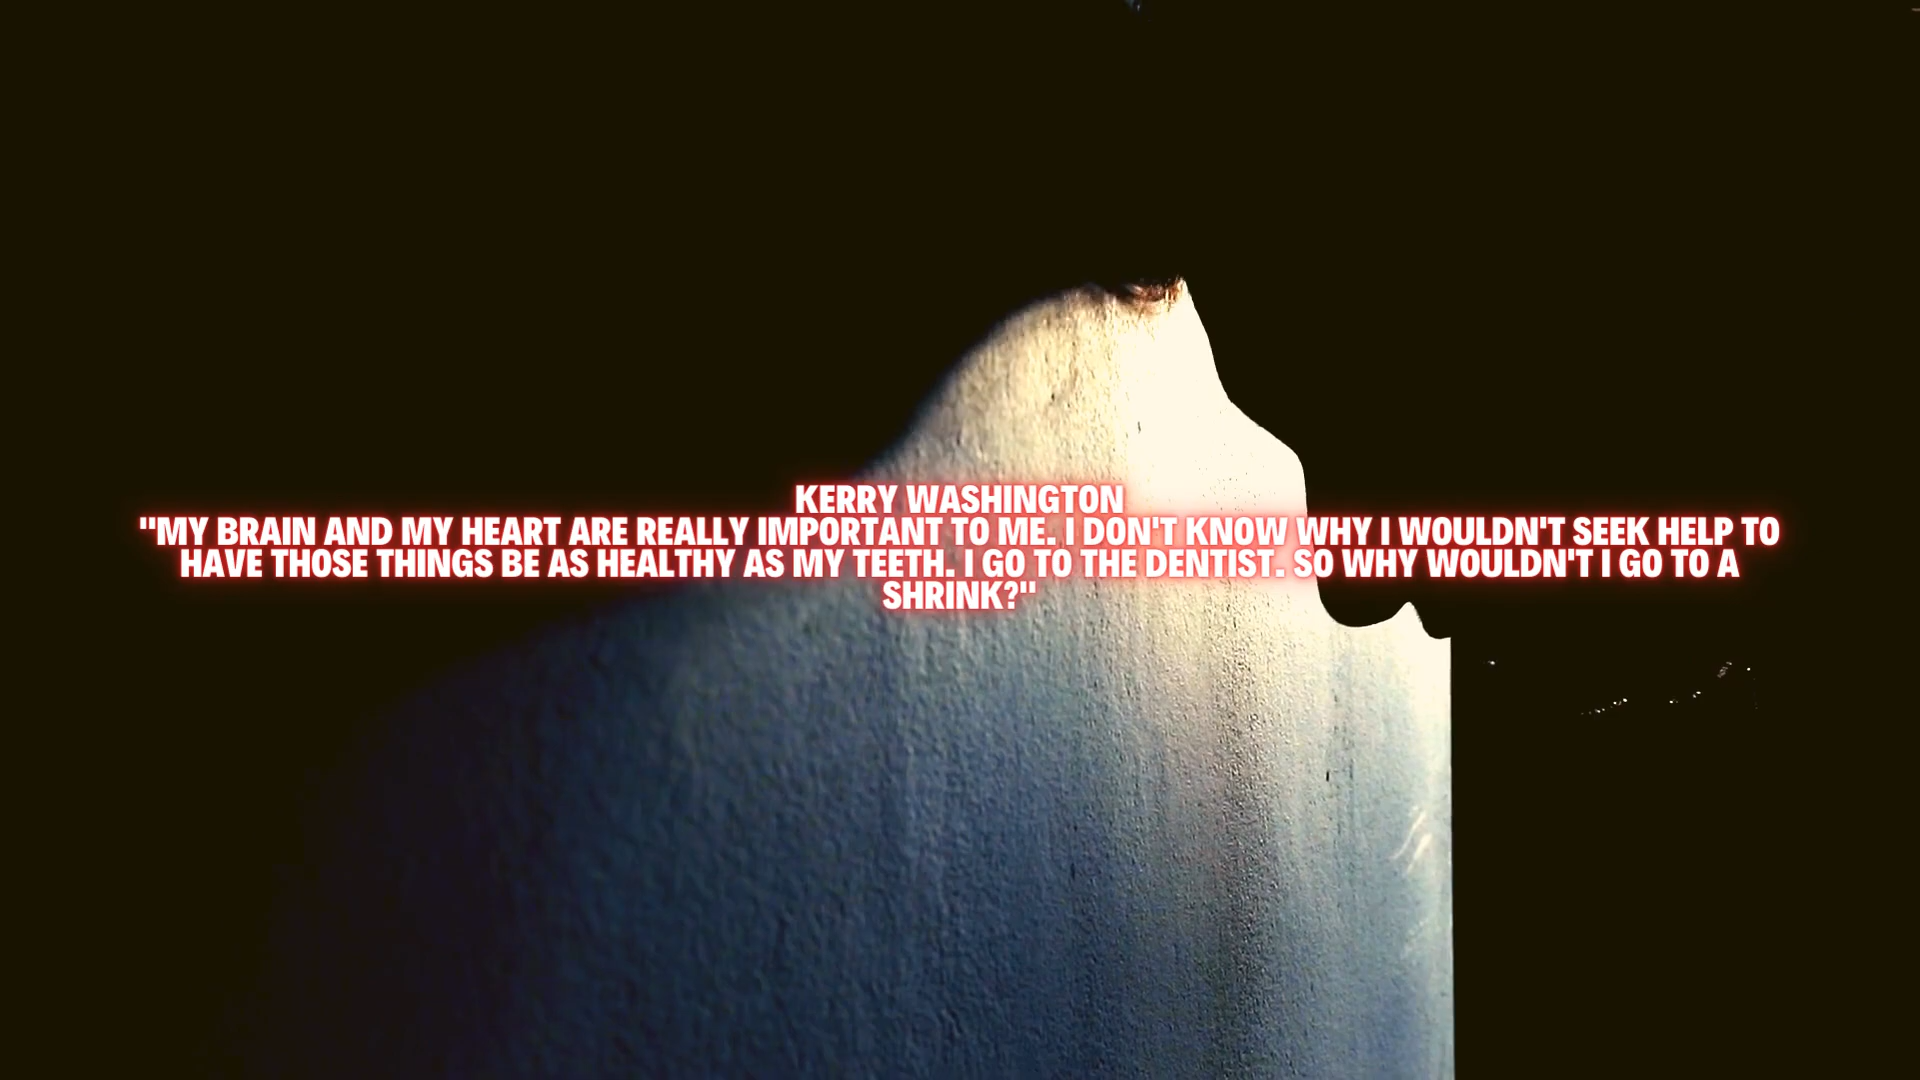 KERRY WASHINGTON
"MY BRAIN AND MY HEART ARE REALLY IMPORTANT TO ME. I DON'T KNOW WHY I WOULDN'T SEEK HELP TO
HAVE THOSE THINGS BE AS HEALTHY AS MY TEETH. I GO TO THE DENTIST. SO WHY WOULDN'T I GO TO A
SHRINK?"